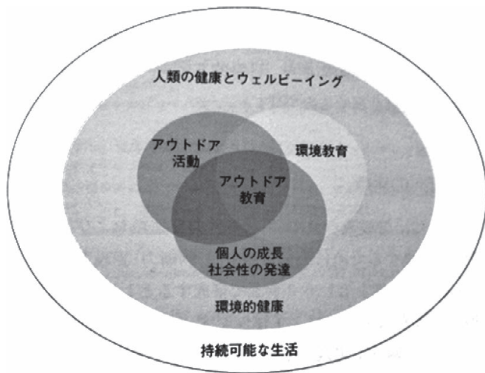 人類の健康とウェルビーイング
アウトドア
活動
環境教育
アウトドア
教育
個人の成長
社会性の発達
環境的健康
持続可能な生活